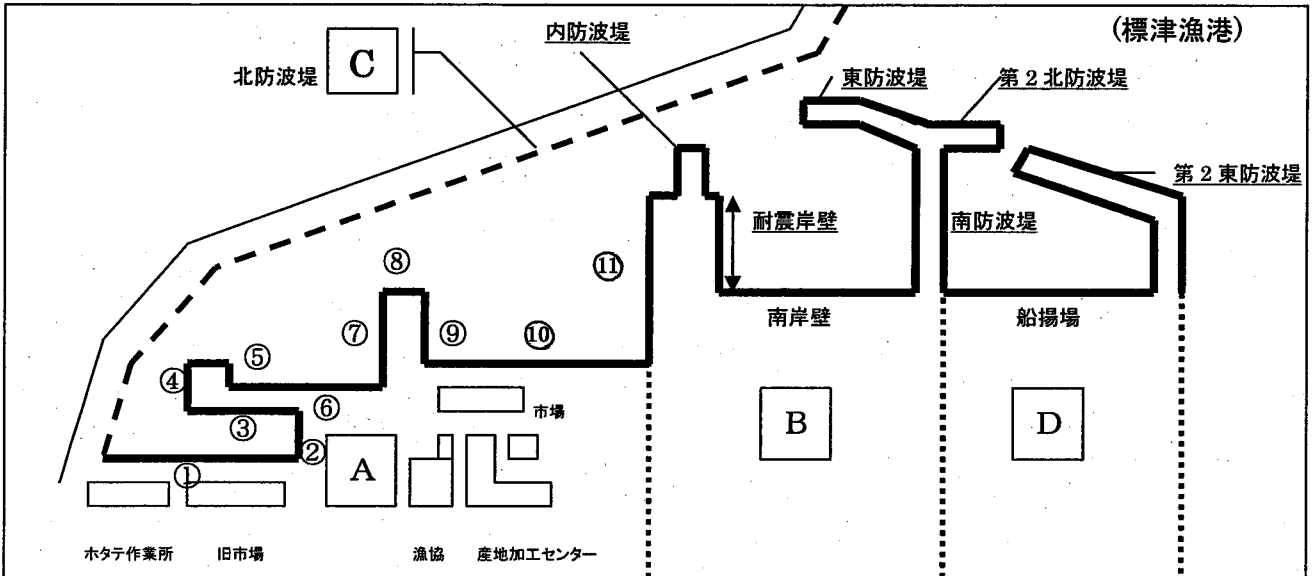 (標津漁港)
内防波堤
北防波堤
C
東防波堤
第2北防波堤
第2東防波堤
耐震岸壁
南防波堤
⑧
⑪
南岸壁
船揚場
⑦
⑨
⑩
⑤
④
⑥
市場
③
②
A
B
D
①
ホタテ作業所
旧市場
漁協
産地加工センター